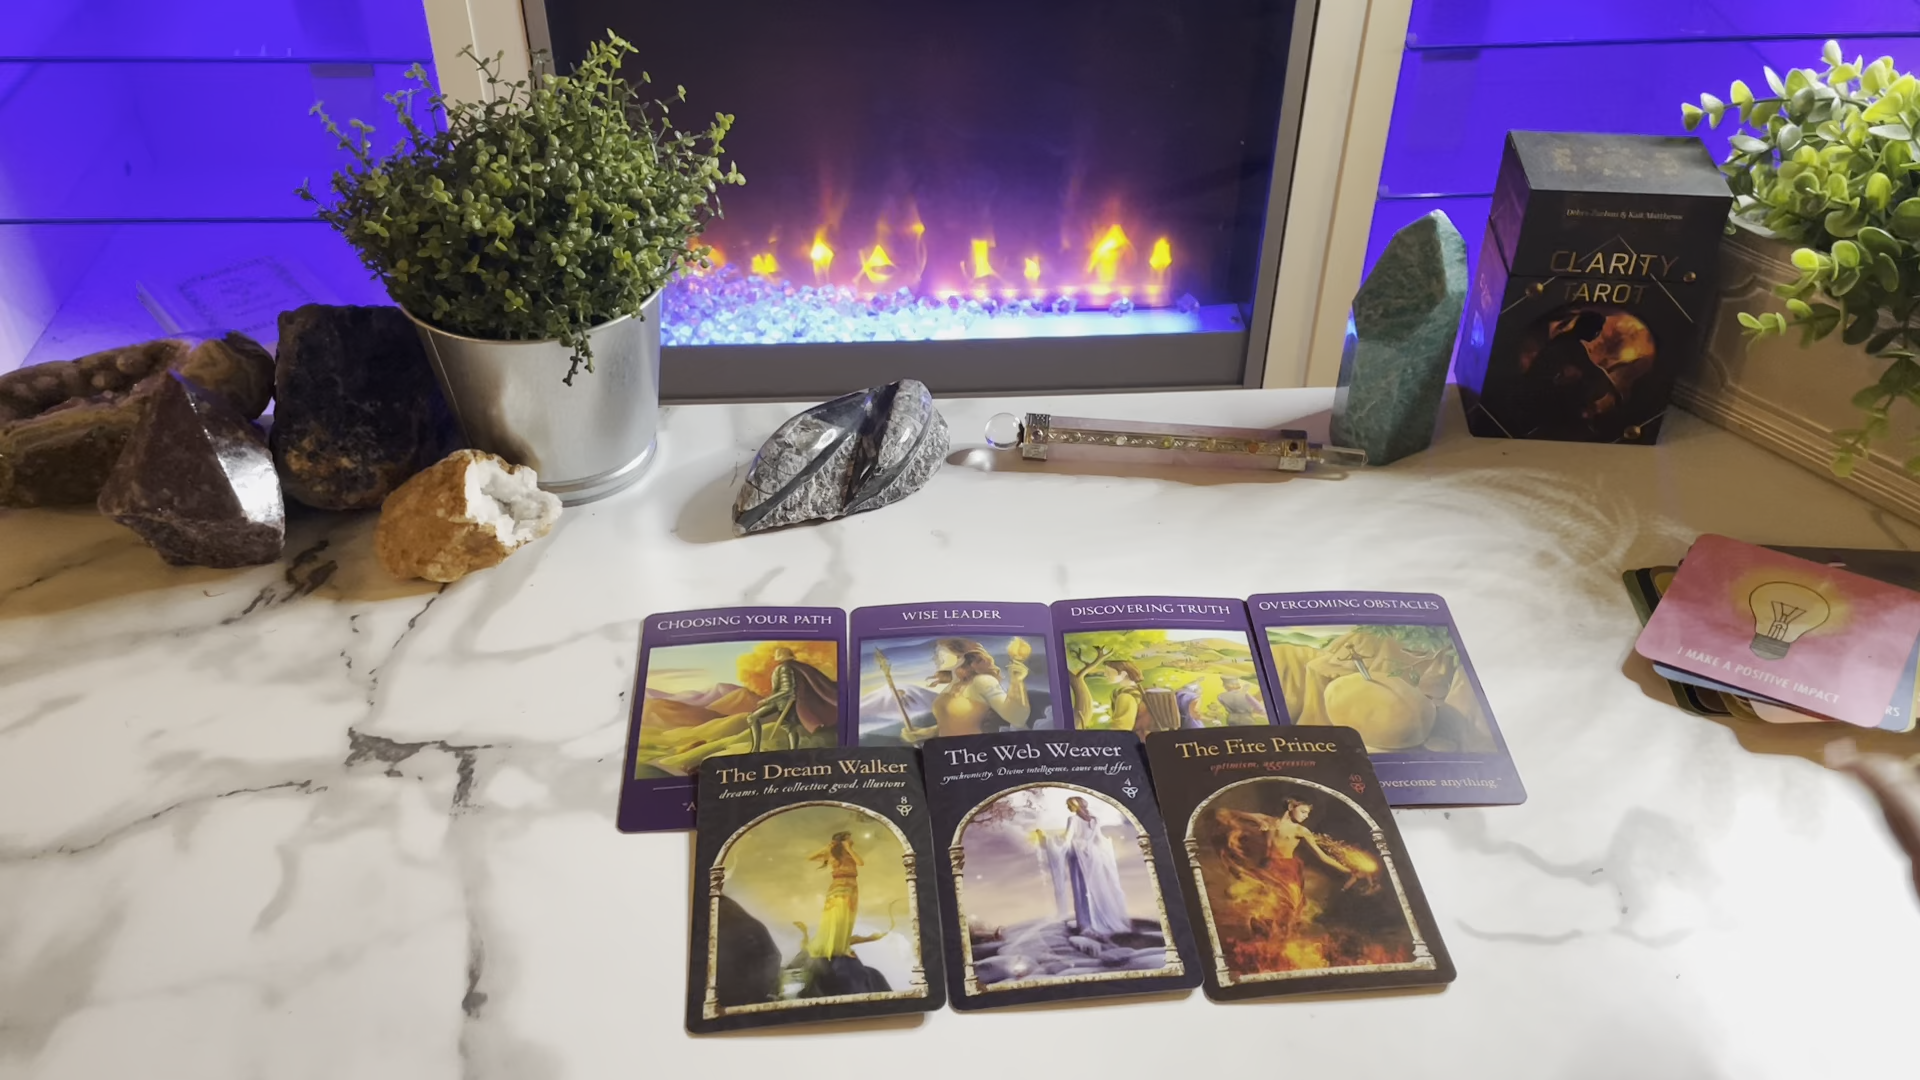 CLARITY
TAROT
CHOOSING YOUR PATH
WISE LEADER
DISCOVERING TRUTH
OVERCOMING OBSTACLES
I MAKE A POSITIVE IMPACT
RS
overcome anything."
"A
The Dream Walker
dreams, the collective good, illusions
8
The Web Weaver
synchronicity, Divine intelligence, cause and effect
4
The Fire Prince
optimism, aggression
40